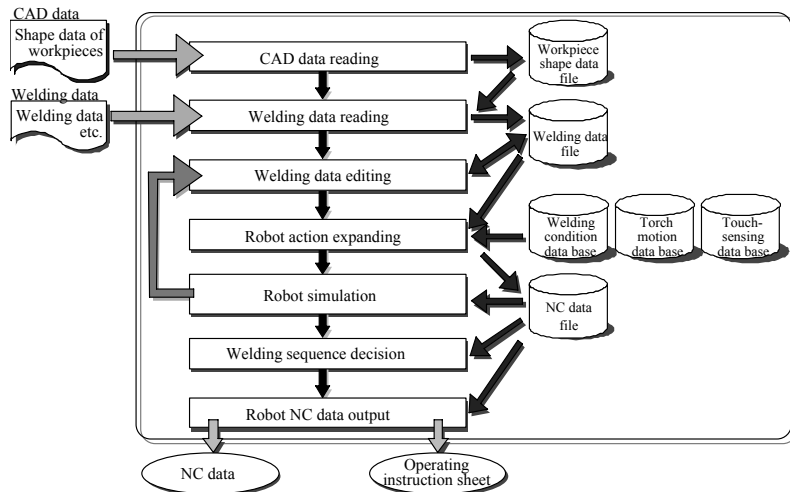 CAD data
Shape data of
workpieces
CAD data reading
Workpiece
shape data
file
Welding data
Welding data
etc.
Welding data reading
Welding data
file
Welding data editing
Robot action expanding
Welding
condition
data base
Torch
motion
data base
Touch-
sensing
data base
Robot simulation
NC data
file
Welding sequence decision
Robot NC data output
NC data
Operating
instruction sheet